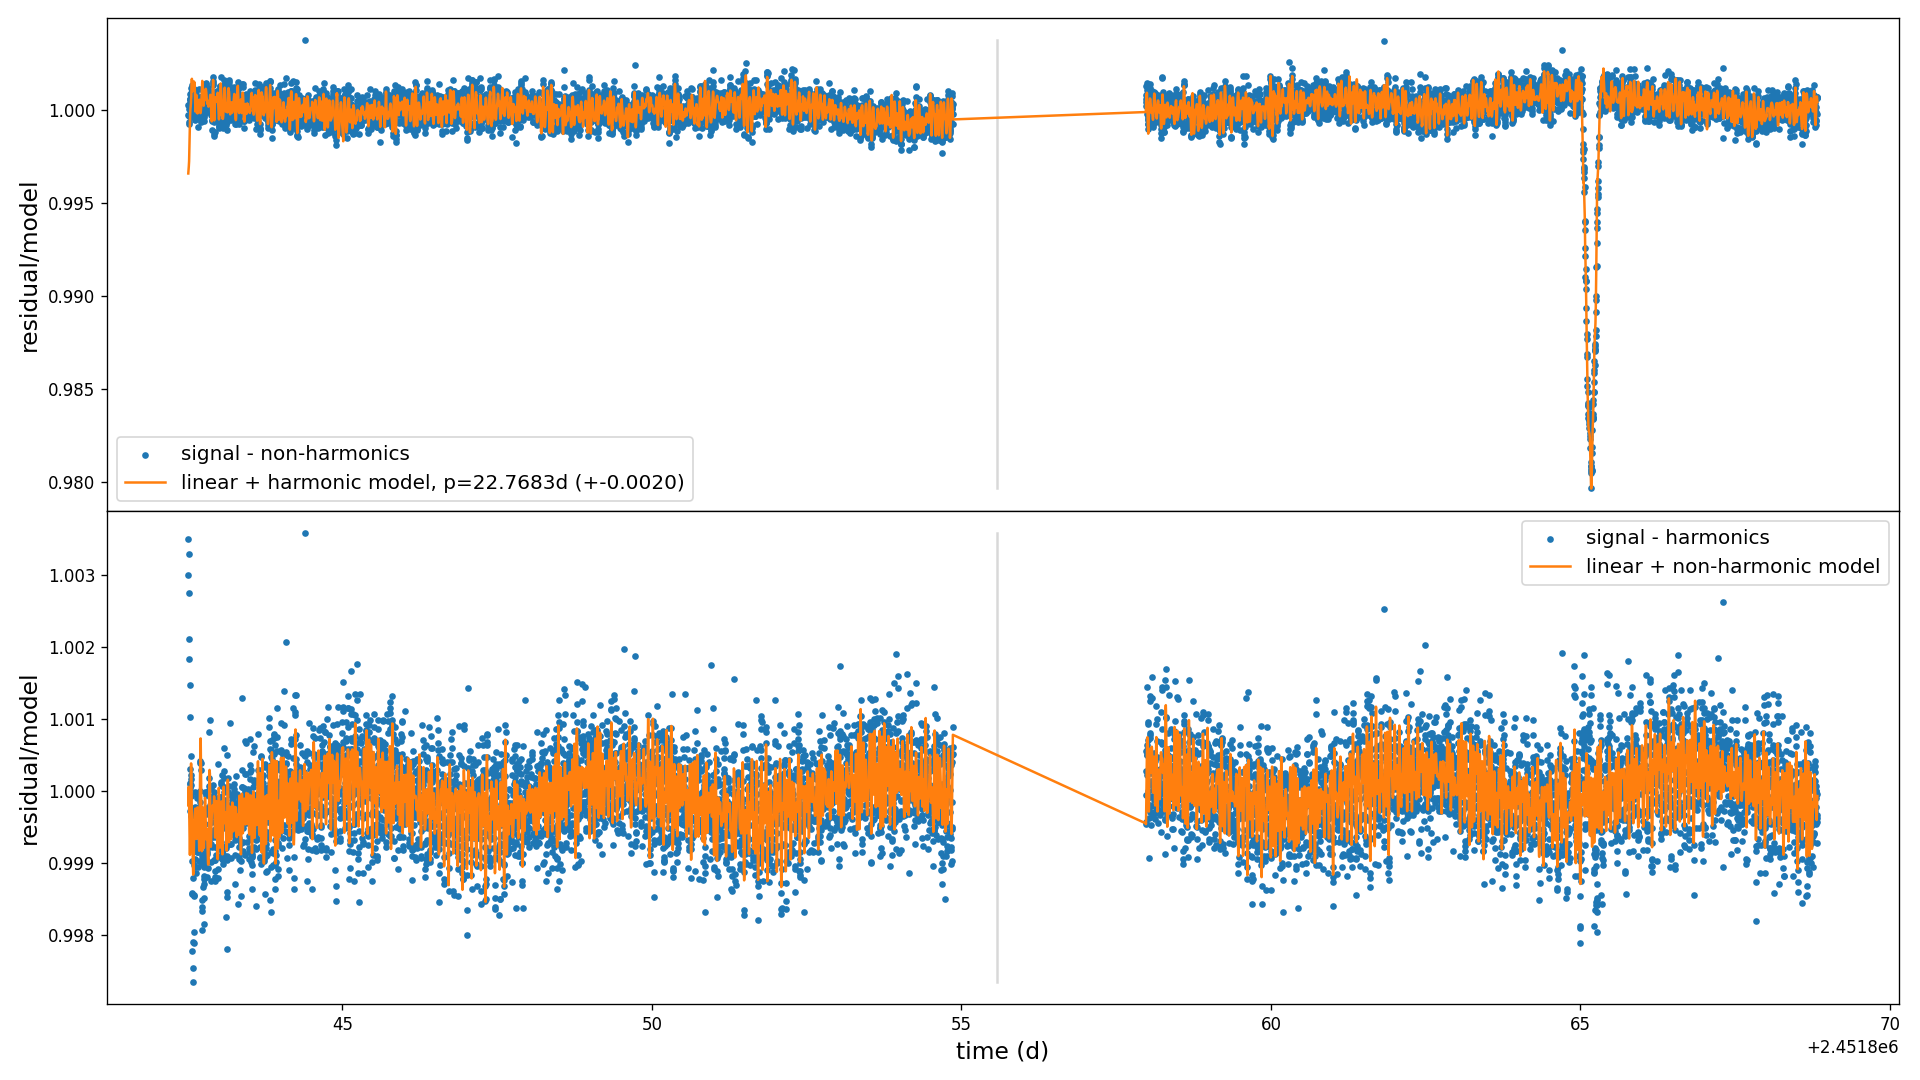 residual/model
1.000
0.995
0.990
0.985
0.980
signal - non-harmonics
linear + harmonic model, p=22.7683d (+-0.0020)
residual/model
1.003
1.002
1.001
1.000
0.999
0.998
signal - harmonics
linear + non-harmonic model
45 50 55 60 65 70
time (d)
+2.4518e6